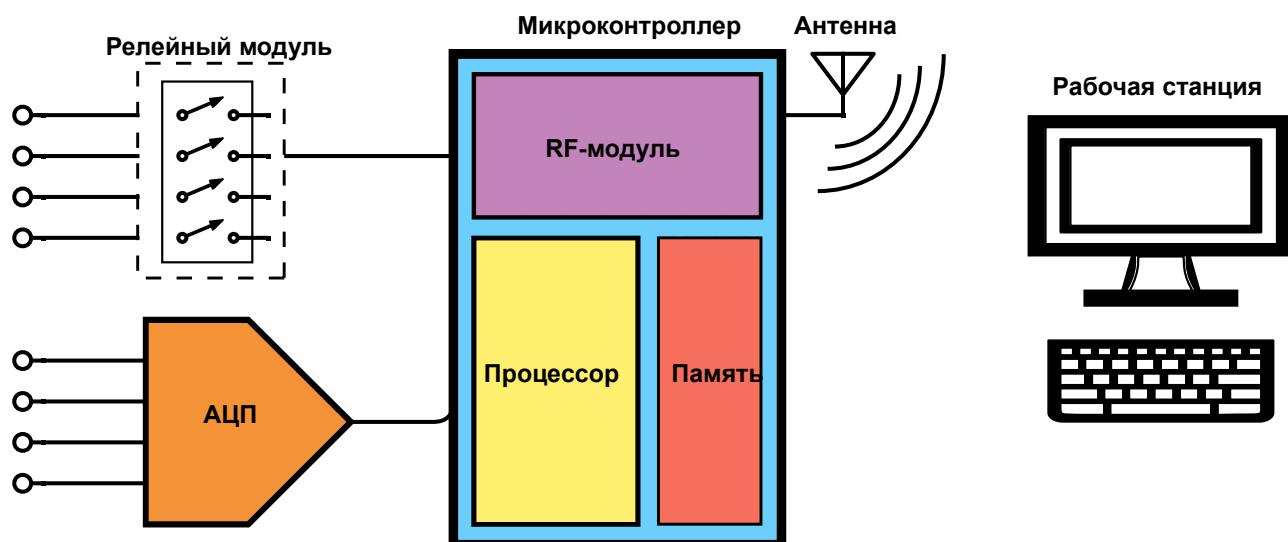 Микроконтроллер
Антенна
Релейный модуль
Рабочая станция
RF-модуль
Процессор
Память
АЦП